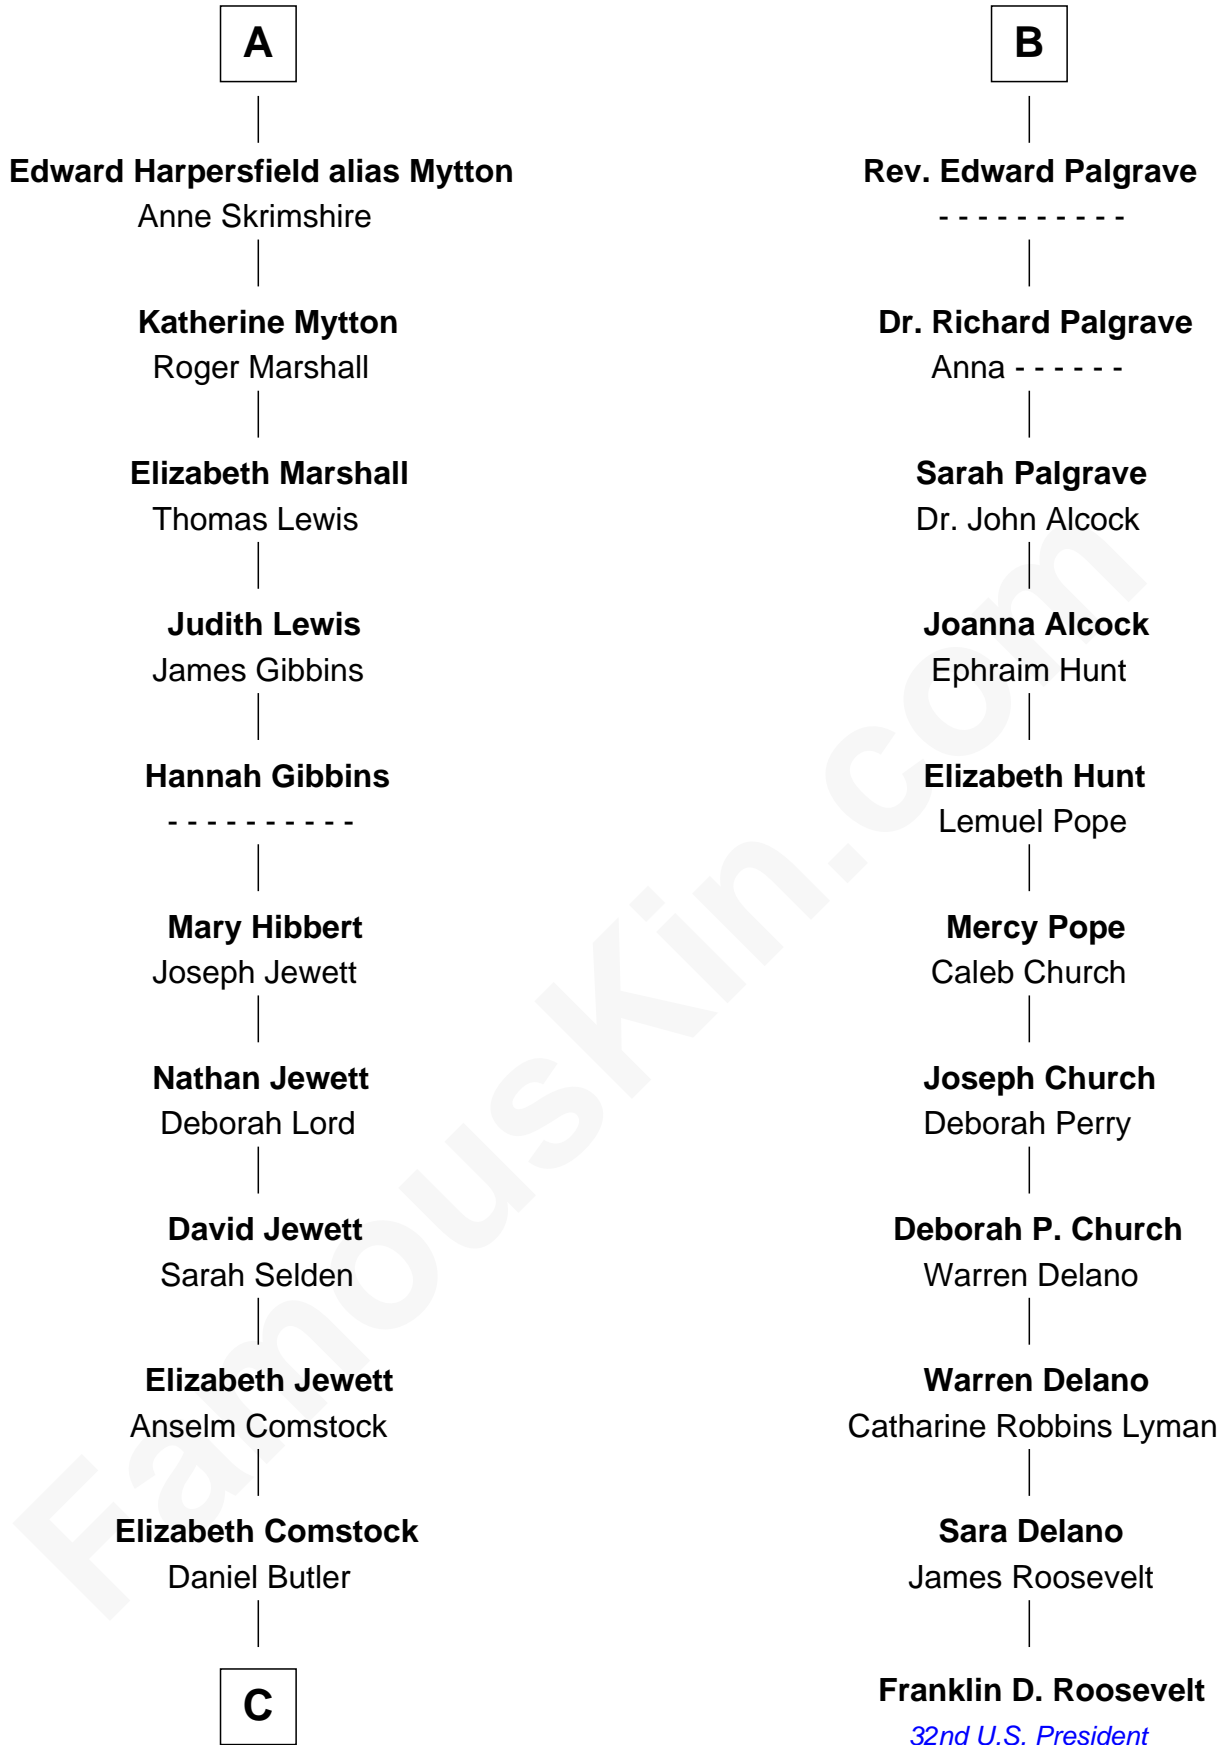 A
Edward Harpersfield alias Mytton
Anne Skrimshire
Katherine Mytton
Roger Marshall
Elizabeth Marshall
Thomas Lewis
Judith Lewis
James Gibbins
Hannah Gibbins
- - - - - - - - - -
Mary Hibbert
Joseph Jewett
Nathan Jewett
Deborah Lord
David Jewett
Sarah Selden
Elizabeth Jewett
Anselm Comstock
Elizabeth Comstock
Daniel Butler
C
B
Rev. Edward Palgrave
- - - - - - - - - -
Dr. Richard Palgrave
Anna - - - - - -
Sarah Palgrave
Dr. John Alcock
Joanna Alcock
Ephraim Hunt
Elizabeth Hunt
Lemuel Pope
Mercy Pope
Caleb Church
Joseph Church
Deborah Perry
Deborah P. Church
Warren Delano
Warren Delano
Catharine Robbins Lyman
Sara Delano
James Roosevelt
Franklin D. Roosevelt
32nd U.S. President
FamousKin.com